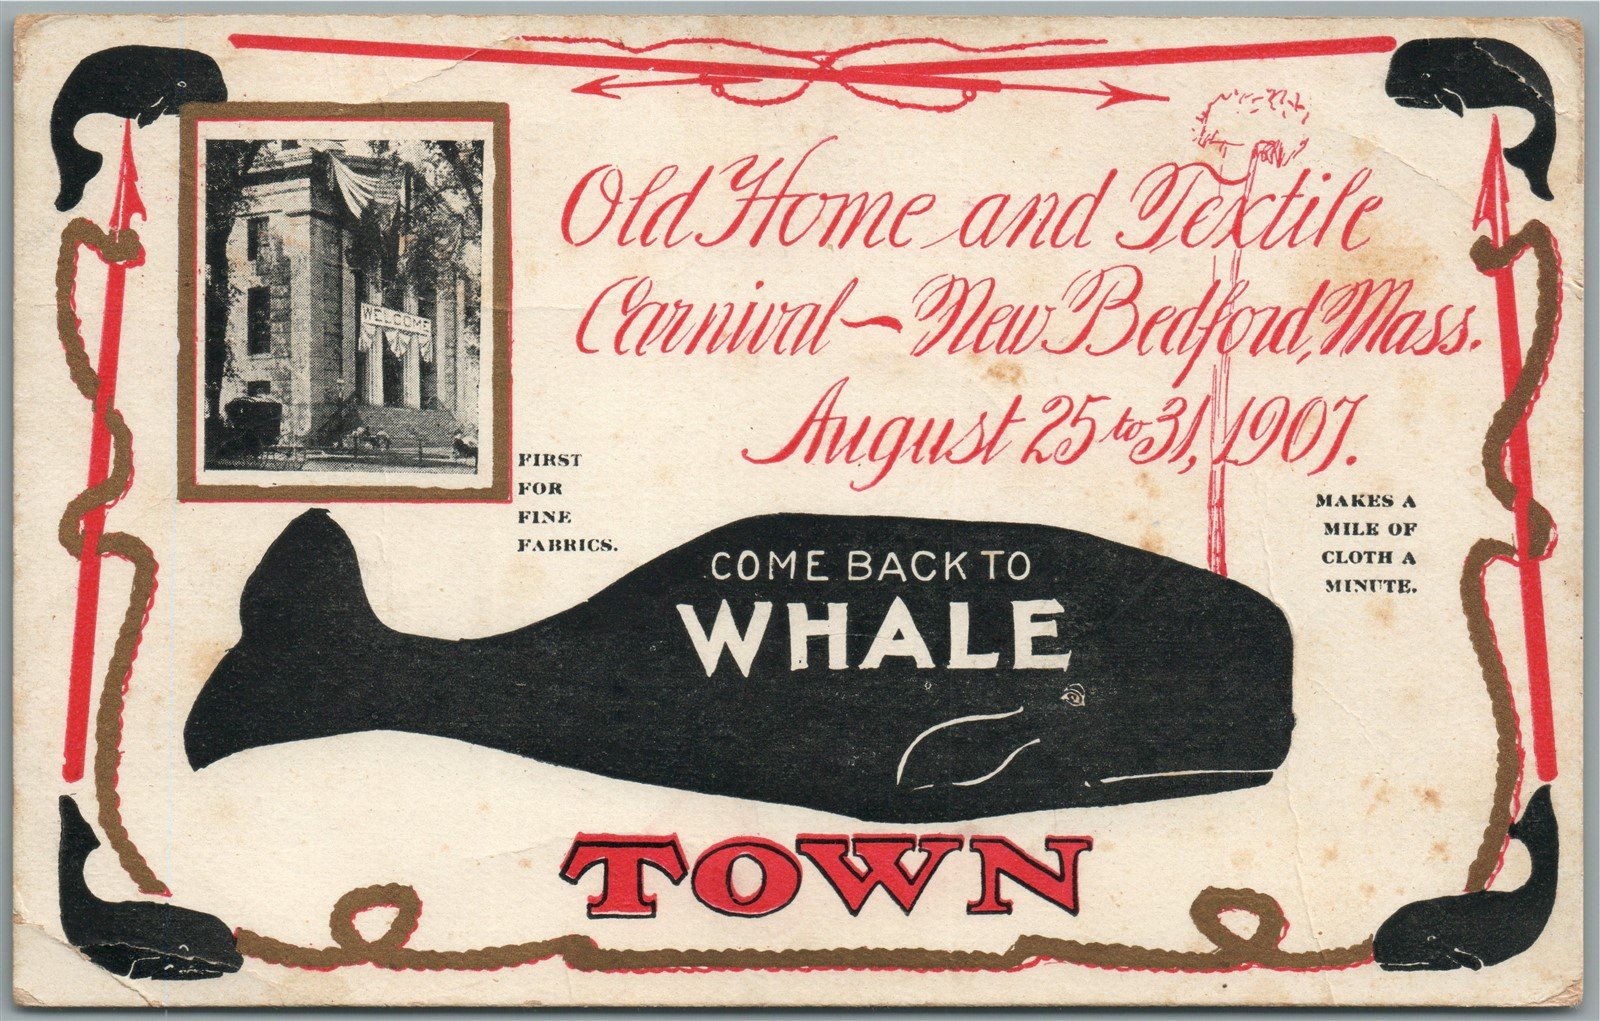 Old Home and Textile
Carnival – New Bedford, Mass.
August 25 to 31, 1907.
WELCOME
FIRST
FOR
FINE
FABRICS.
MAKES A
MILE OF
CLOTH A
MINUTE.
COME BACK TO
WHALE
TOWN